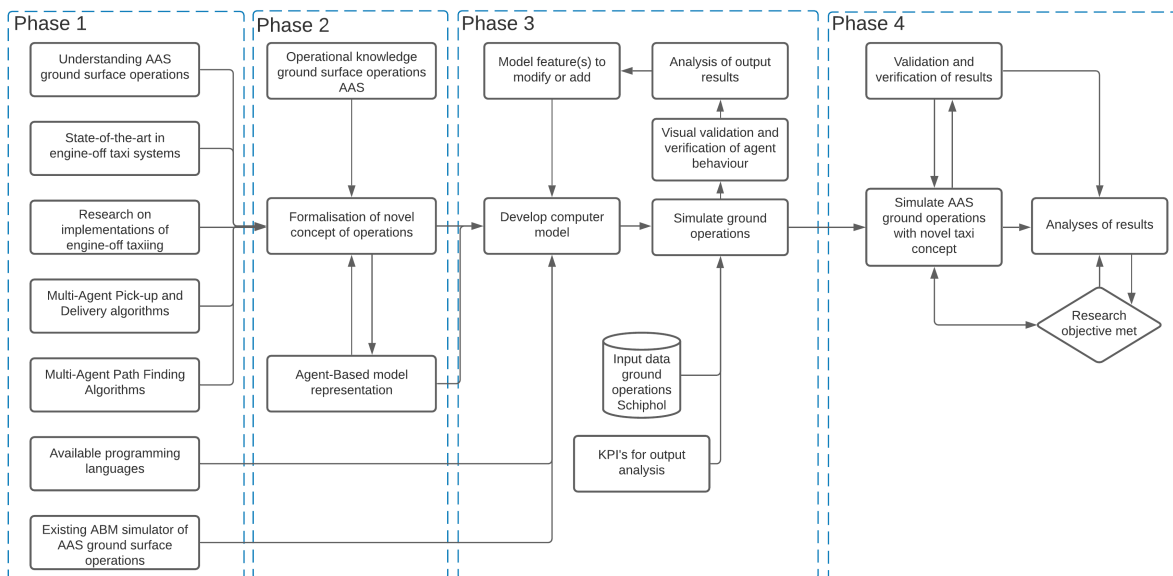 Phase 1
Understanding AAS
ground surface operations
State-of-the-art in
engine-off taxi systems
Research on
implementations of
engine-off taxiing
Multi-Agent Pick-up and
Delivery algorithms
Multi-Agent Path Finding
Algorithms
Available programming
languages
Existing ABM simulator of
AAS ground surface
operations
Phase 2
Operational knowledge
ground surface operations
AAS
Formalisation of novel
concept of operations
Agent-Based model
representation
Phase 3
Model feature(s) to
modify or add
Analysis of output
results
Visual validation and
verification of agent
behaviour
Develop computer
model
Simulate ground
operations
Input data
ground
operations
Schiphol
KPI's for output
analysis
Phase 4
Validation and
verification of results
Simulate AAS
ground operations
with novel taxi
concept
Analyses of results
Research
objective met